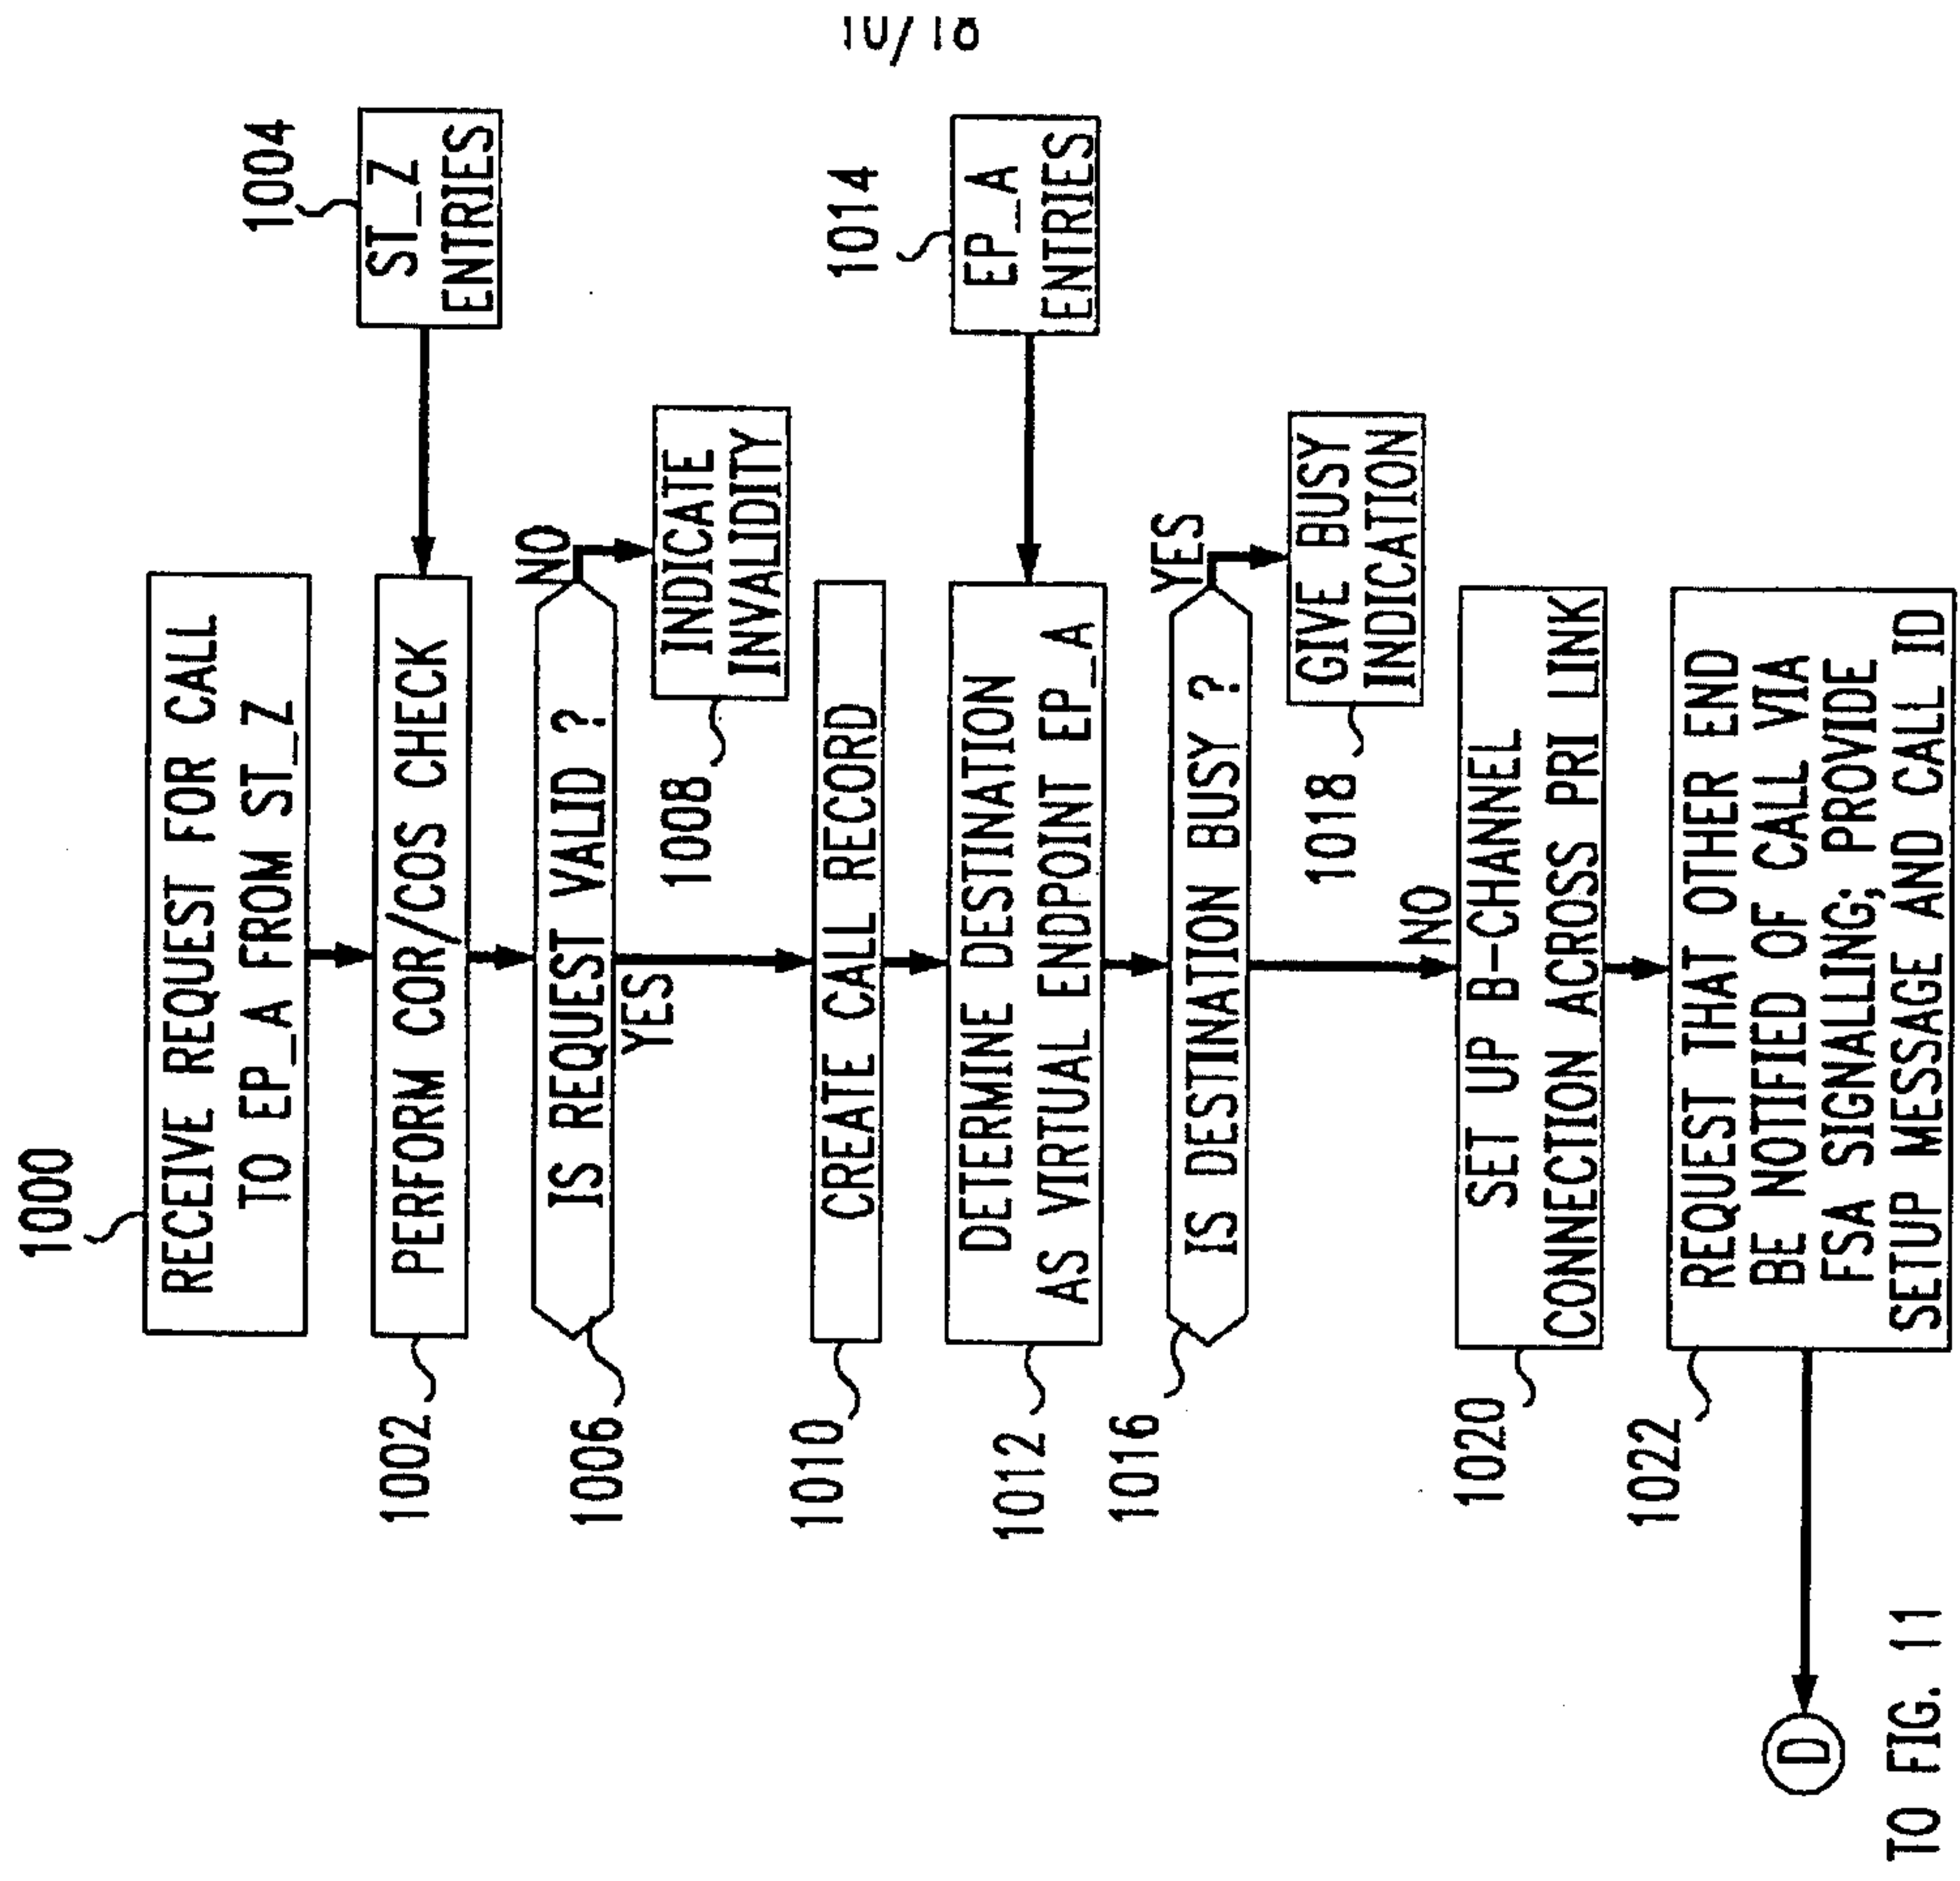 10/18
1000
RECEIVE REQUEST FOR CALL
TO EP_A FROM ST_Z
1004
ST_Z
ENTRIES
1002
PERFORM COR/COS CHECK
1006
IS REQUEST VALID ?
NO
YES
1008
INDICATE
INVALIDITY
1010
CREATE CALL RECORD
1012
DETERMINE DESTINATION
AS VIRTUAL ENDPOINT EP_A
1014
EP_A
ENTRIES
1016
IS DESTINATION BUSY ?
YES
NO
1018
GIVE BUSY
INDICATION
1020
SET UP B-CHANNEL
CONNECTION ACROSS PRI LINK
1022
REQUEST THAT OTHER END
BE NOTIFIED OF CALL VIA
FSA SIGNALLING; PROVIDE
SETUP MESSAGE AND CALL ID
D
TO FIG. 11